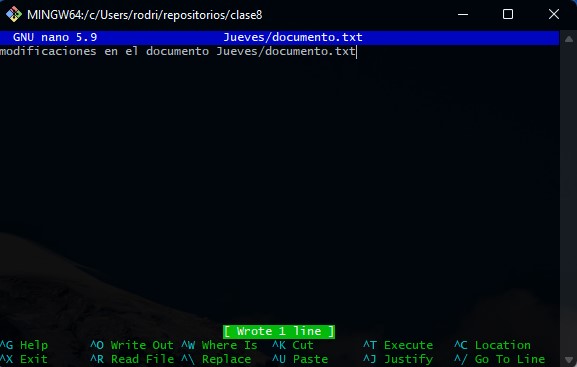 MINGW64:/c/Users/rodri/repositorios/clase8
GNU nano 5.9 Jueves/documento.txt
modificaciones en el documento Jueves/documento.txt
[ Wrote 1 line ]
^G Help ^O Write Out ^W Where Is ^K Cut ^T Execute ^C Location
^X Exit ^R Read File ^\ Replace ^U Paste ^J Justify ^/ Go To Line